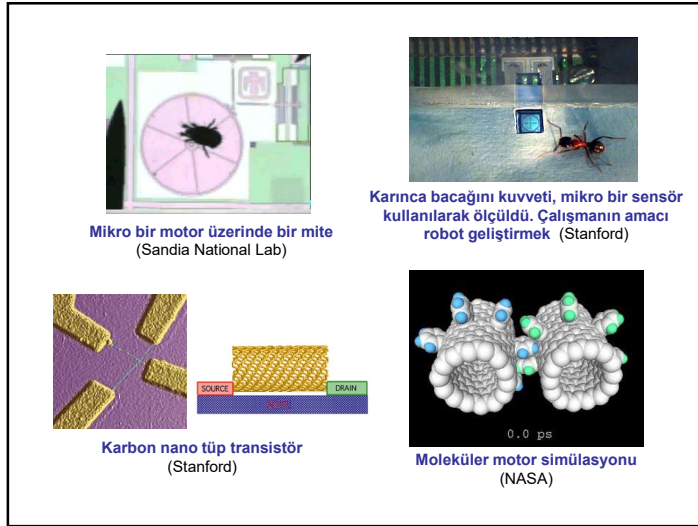 Mikro bir motor üzerinde bir mite
(Sandia National Lab)
Karınca bacağını kuvveti, mikro bir sensör
kullanılarak ölçüldü. Çalışmanın amacı
robot geliştirmek (Stanford)
SOURCE
DRAIN
Karbon nano tüp transistör
(Stanford)
0.0 ps
Moleküler motor simülasyonu
(NASA)